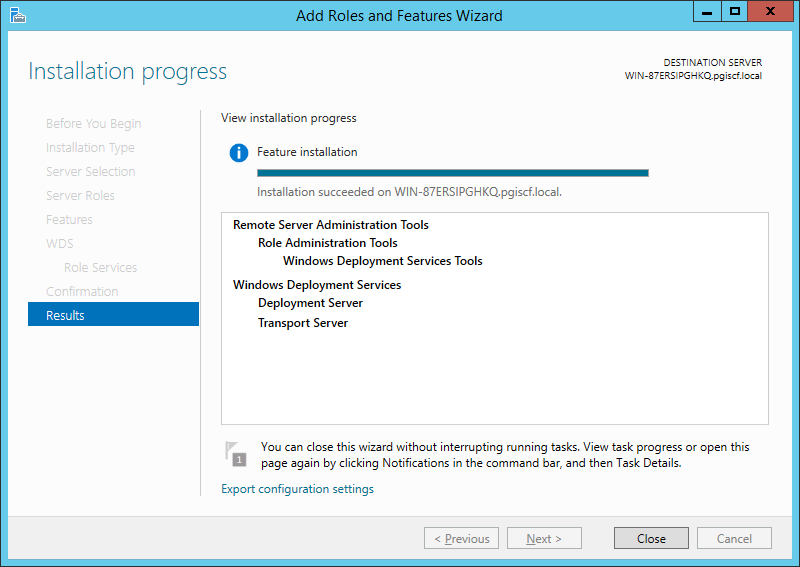 Add Roles and Features Wizard
Installation progress
DESTINATION SERVER
WIN-87ERSIPGHKQ.pgiscf.local
Before You Begin
Installation Type
Server Selection
Server Roles
Features
WDS
Role Services
Confirmation
Results
View installation progress
Feature installation
Installation succeeded on WIN-87ERSIPGHKQ.pgiscf.local.
Remote Server Administration Tools
Role Administration Tools
Windows Deployment Services Tools
Windows Deployment Services
Deployment Server
Transport Server
1
You can close this wizard without interrupting running tasks. View task progress or open this
page again by clicking Notifications in the command bar, and then Task Details.
Export configuration settings
< Previous
Next >
Close
Cancel